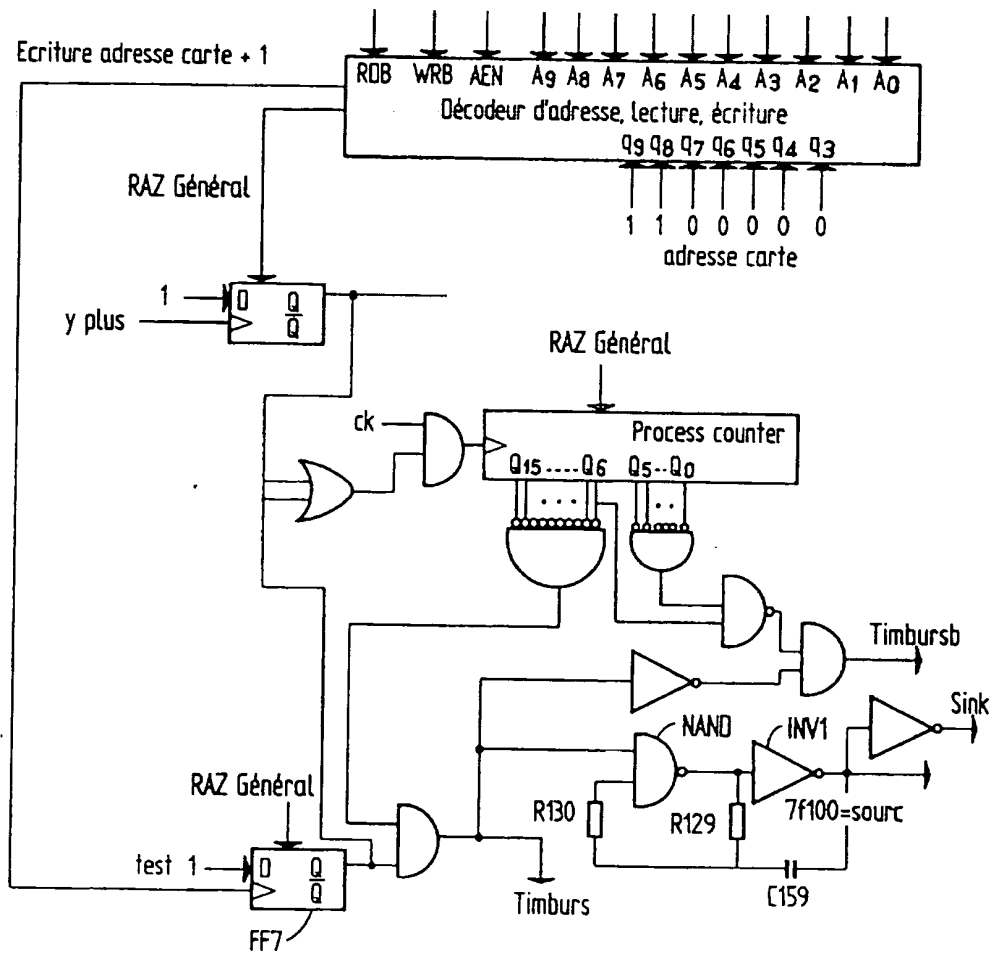 Ecriture adresse carte + 1
RDB WRB AEN A9 A8 A7 A6 A5 A4 A3 A2 A1 A0
Décodeur d'adresse, lecture, écriture
q9 q8 q7 q6 q5 q4 q3
1 1 0 0 0 0 0
adresse carte
RAZ Général
1 D Q
Q
y plus
RAZ Général
ck
Process counter
Q15 ..... Q6 Q5 .. Q0
Timbursb
Sink
NAND
INV1
7f100=sourc
R130
R129
C159
RAZ Général
test 1 D Q
Q
FF7
Timburs